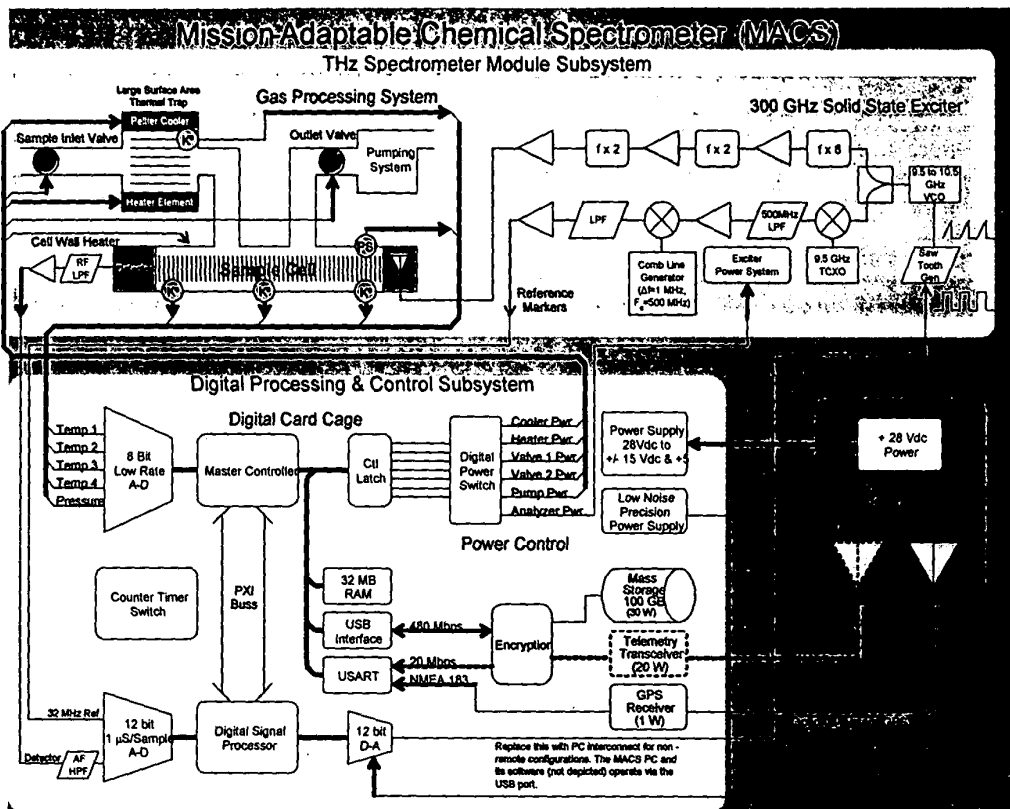 Mission-Adaptable Chemical Spectrometer (MACS)
THz Spectrometer Module Subsystem
Large Surface Area
Thermal Trap
Gas Processing System
300 GHz Solid State Exciter
Peltier Cooler
K°
Sample Inlet Valve
Outlet Valve
Pumping
System
f x 2
f x 2
f x 8
Heater Element
9.5 to 10.5
GHz
VCO
Cell Wall Heater
RF
LPF
PS
Sample Cell
K°
K°
K°
LPF
500MHz
LPF
Reference
Markers
Comb Line
Generator
(Δf=1 MHz,
F =500 MHz)
Exciter
Power System
9.5 GHz
TCXO
Saw
Tooth
Gen
Digital Processing & Control Subsystem
Digital Card Cage
Temp 1
Temp 2
Temp 3
Temp 4
Pressure
8 Bit
Low Rate
A-D
Master Controller
Ctl
Latch
Digital
Power
Switch
Cooler Pwr
Heater Pwr
Valve 1 Pwr
Valve 2 Pwr
Pump Pwr
Analyzer Pwr
Power Supply
28Vdc to
+/- 15 Vdc & +5
+ 28 Vdc
Power
Low Noise
Precision
Power Supply
Power Control
Counter Timer
Switch
PXI
Buss
32 MB
RAM
USB
Interface
USART
480 Mbps
20 Mbps
NMEA 183
Encryption
Mass
Storage
100 GB
(30 W)
Telemetry
Transceiver
(20 W)
GPS
Receiver
(1 W)
32 MHz Ref
Detector
AF
HPF
12 bit
1 µS/Sample
A-D
Digital Signal
Processor
12 bit
D-A
Replace this with PC interconnect for non -
remote configurations. The MACS PC and
its software (not depicted) operate via the
USB port.